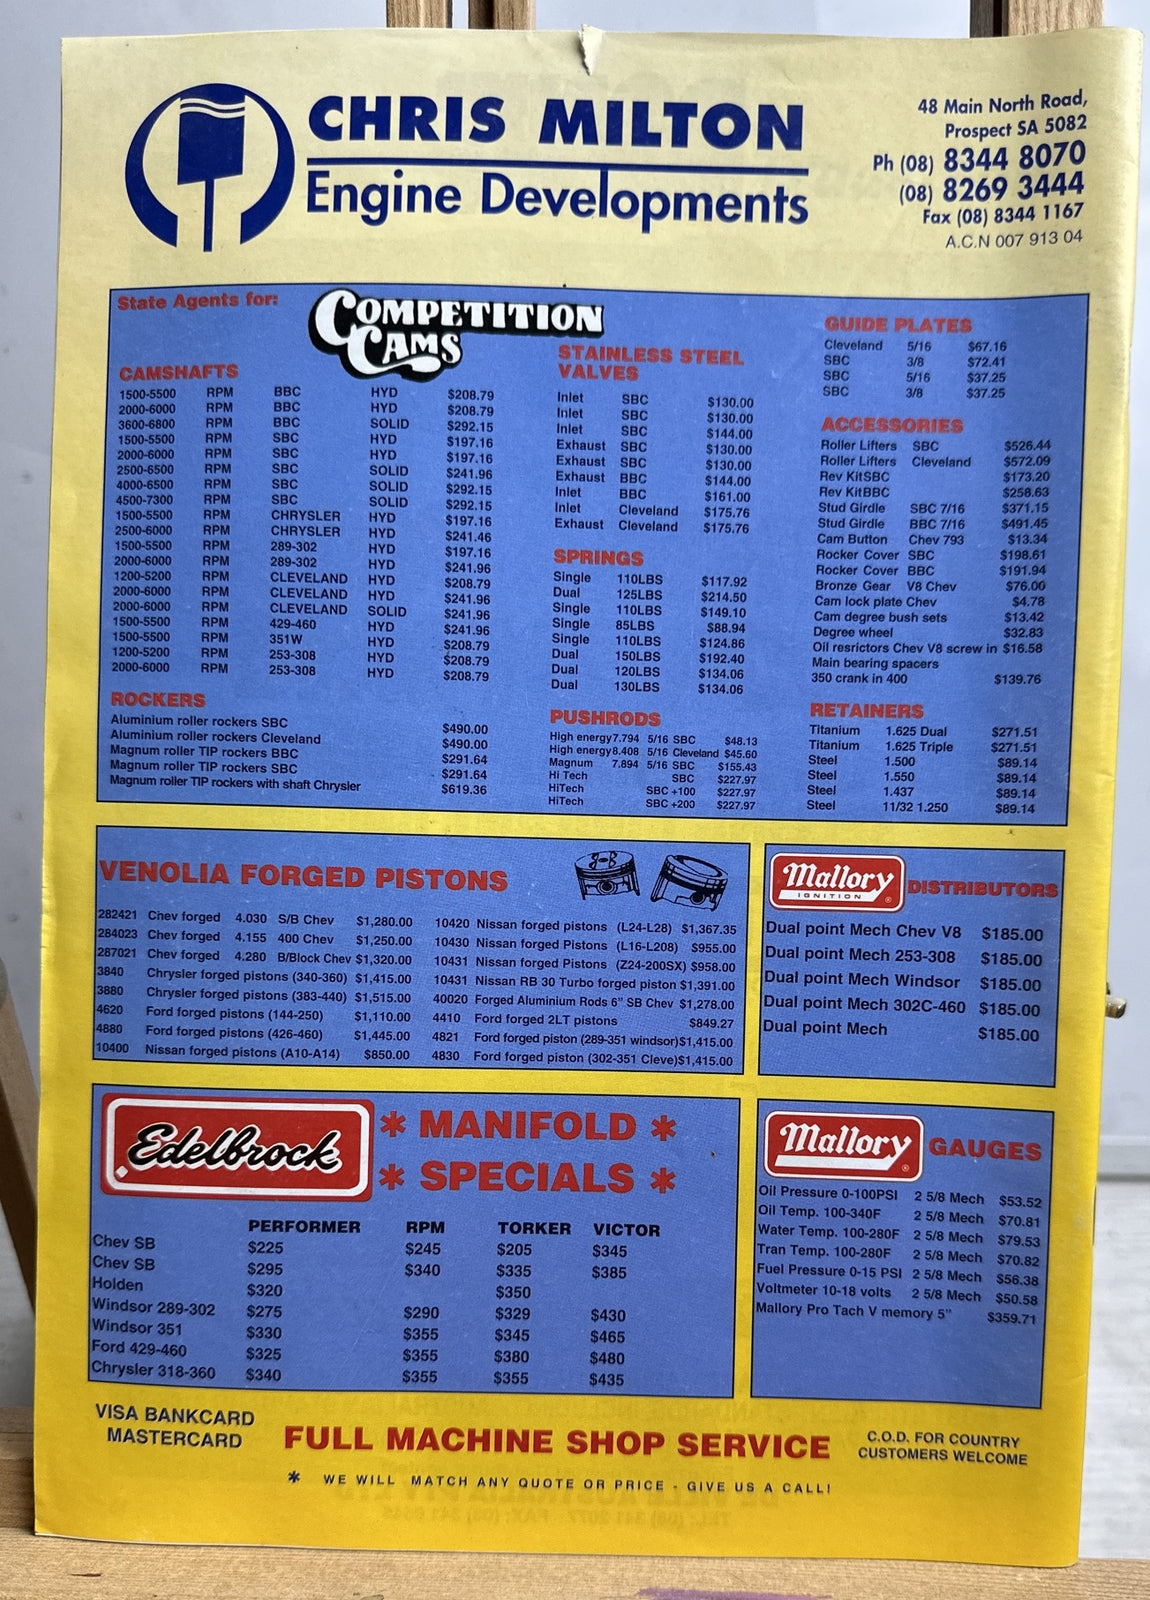 CHRIS MILTON
Engine Developments
48 Main North Road,
Prospect SA 5082
Ph (08) 8344 8070
(08) 8269 3444
Fax (08) 8344 1167
A.C.N 007 913 04
State Agents for:
COMPETITION
CAMS
CAMSHAFTS
1500-5500 RPM BBC HYD $208.79
2000-6000 RPM BBC HYD $208.79
3600-6800 RPM BBC SOLID $292.15
1500-5500 RPM SBC HYD $197.16
2000-6000 RPM SBC HYD $197.16
2500-6500 RPM SBC SOLID $241.96
4000-6500 RPM SBC SOLID $292.15
4500-7300 RPM SBC SOLID $292.15
1500-5500 RPM CHRYSLER HYD $197.16
2500-6000 RPM CHRYSLER HYD $241.46
1500-5500 RPM 289-302 HYD $197.16
2000-6000 RPM 289-302 HYD $241.96
1200-5200 RPM CLEVELAND HYD $208.79
2000-6000 RPM CLEVELAND HYD $241.96
2000-6000 RPM CLEVELAND SOLID $241.96
1500-5500 RPM 429-460 HYD $241.96
1500-5500 RPM 351W HYD $208.79
1200-5200 RPM 253-308 HYD $208.79
2000-6000 RPM 253-308 HYD $208.79
ROCKERS
Aluminium roller rockers SBC $490.00
Aluminium roller rockers Cleveland $490.00
Magnum roller TIP rockers BBC $291.64
Magnum roller TIP rockers SBC $291.64
Magnum roller TIP rockers with shaft Chrysler $619.36
STAINLESS STEEL
VALVES
Inlet SBC $130.00
Inlet SBC $130.00
Inlet SBC $144.00
Exhaust SBC $130.00
Exhaust SBC $130.00
Exhaust BBC $144.00
Inlet BBC $161.00
Inlet Cleveland $175.76
Exhaust Cleveland $175.76
SPRINGS
Single 110LBS $117.92
Dual 125LBS $214.50
Single 110LBS $149.10
Single 85LBS $88.94
Single 110LBS $124.86
Dual 150LBS $192.40
Dual 120LBS $134.06
Dual 130LBS $134.06
PUSHRODS
High energy 7.794 5/16 SBC $48.13
High energy 8.408 5/16 Cleveland $45.60
Magnum 7.894 5/16 SBC $155.43
Hi Tech SBC $227.97
HiTech SBC +100 $227.97
HiTech SBC +200 $227.97
GUIDE PLATES
Cleveland 5/16 $67.16
SBC 3/8 $72.41
SBC 5/16 $37.25
SBC 3/8 $37.25
ACCESSORIES
Roller Lifters SBC $526.44
Roller Lifters Cleveland $572.09
Rev KitSBC $173.20
Rev KitBBC $258.63
Stud Girdle SBC 7/16 $371.15
Stud Girdle BBC 7/16 $491.45
Cam Button Chev 793 $13.34
Rocker Cover SBC $198.61
Rocker Cover BBC $191.94
Bronze Gear V8 Chev $76.00
Cam lock plate Chev $4.78
Cam degree bush sets $13.42
Degree wheel $32.83
Oil resrictors Chev V8 screw in $16.58
Main bearing spacers
350 crank in 400 $139.76
RETAINERS
Titanium 1.625 Dual $271.51
Titanium 1.625 Triple $271.51
Steel 1.500 $89.14
Steel 1.550 $89.14
Steel 1.437 $89.14
Steel 11/32 1.250 $89.14
VENOLIA FORGED PISTONS
282421 Chev forged 4.030 S/B Chev $1,280.00
284023 Chev forged 4.155 400 Chev $1,250.00
287021 Chev forged 4.280 B/Block Chev $1,320.00
3840 Chrysler forged pistons (340-360) $1,415.00
3880 Chrysler forged pistons (383-440) $1,515.00
4620 Ford forged pistons (144-250) $1,110.00
4880 Ford forged pistons (426-460) $1,445.00
10400 Nissan forged pistons (A10-A14) $850.00
10420 Nissan forged pistons (L24-L28) $1,367.35
10430 Nissan forged Pistons (L16-L208) $955.00
10431 Nissan forged Pistons (Z24-200SX) $958.00
10431 Nissan RB 30 Turbo forged piston $1,391.00
40020 Forged Aluminium Rods 6" SB Chev $1,278.00
4410 Ford forged 2LT pistons $849.27
4821 Ford forged piston (289-351 windsor)$1,415.00
4830 Ford forged piston (302-351 Cleve)$1,415.00
Mallory
IGNITION
DISTRIBUTORS
Dual point Mech Chev V8 $185.00
Dual point Mech 253-308 $185.00
Dual point Mech Windsor $185.00
Dual point Mech 302C-460 $185.00
Dual point Mech $185.00
Edelbrock
* MANIFOLD *
* SPECIALS *
PERFORMER RPM TORKER VICTOR
Chev SB $225 $245 $205 $345
Chev SB $295 $340 $335 $385
Holden $320 $350
Windsor 289-302 $275 $290 $329 $430
Windsor 351 $330 $355 $345 $465
Ford 429-460 $325 $355 $380 $480
Chrysler 318-360 $340 $355 $355 $435
Mallory
GAUGES
Oil Pressure 0-100PSI 2 5/8 Mech $53.52
Oil Temp. 100-340F 2 5/8 Mech $70.81
Water Temp. 100-280F 2 5/8 Mech $79.53
Tran Temp. 100-280F 2 5/8 Mech $70.82
Fuel Pressure 0-15 PSI 2 5/8 Mech $56.38
Voltmeter 10-18 volts 2 5/8 Mech $50.58
Mallory Pro Tach V memory 5" $359.71
VISA BANKCARD
MASTERCARD
FULL MACHINE SHOP SERVICE
C.O.D. FOR COUNTRY
CUSTOMERS WELCOME
* WE WILL MATCH ANY QUOTE OR PRICE - GIVE US A CALL!